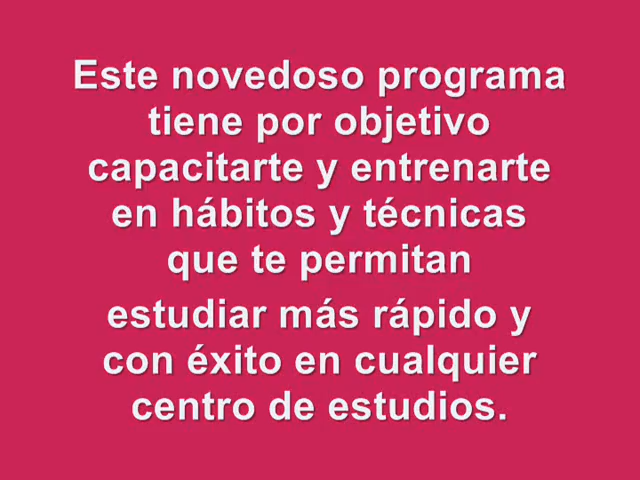 Este novedoso programa
tiene por objetivo
capacitarte y entrenarte
en hábitos y técnicas
que te permitan
estudiar más rápido y
con éxito en cualquier
centro de estudios.